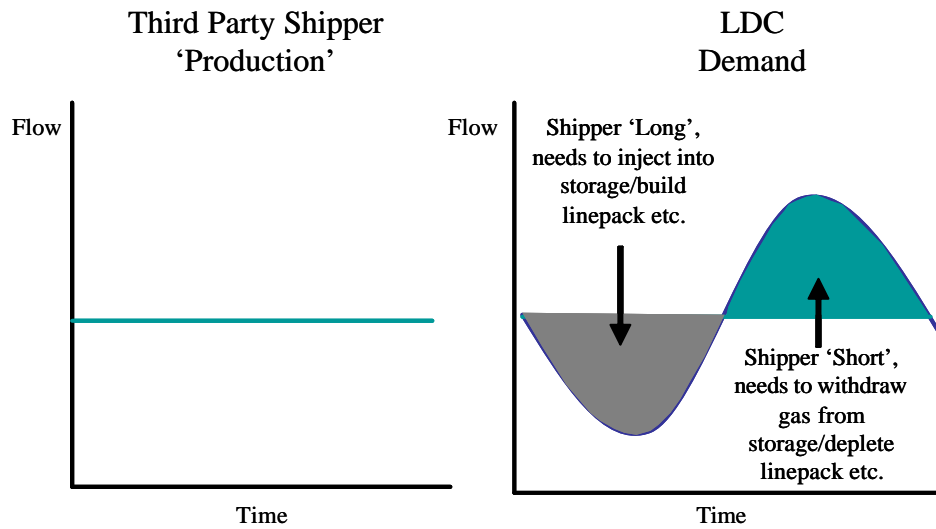 Third Party Shipper
‘Production’
Flow
Time
LDC
Demand
Flow
Shipper ‘Long’,
needs to inject into
storage/build
linepack etc.
Shipper ‘Short’,
needs to withdraw
gas from
storage/deplete
linepack etc.
Time